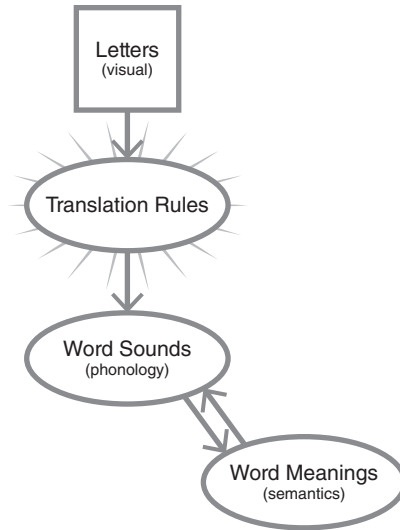 Letters
(visual)
Translation Rules
Word Sounds
(phonology)
Word Meanings
(semantics)